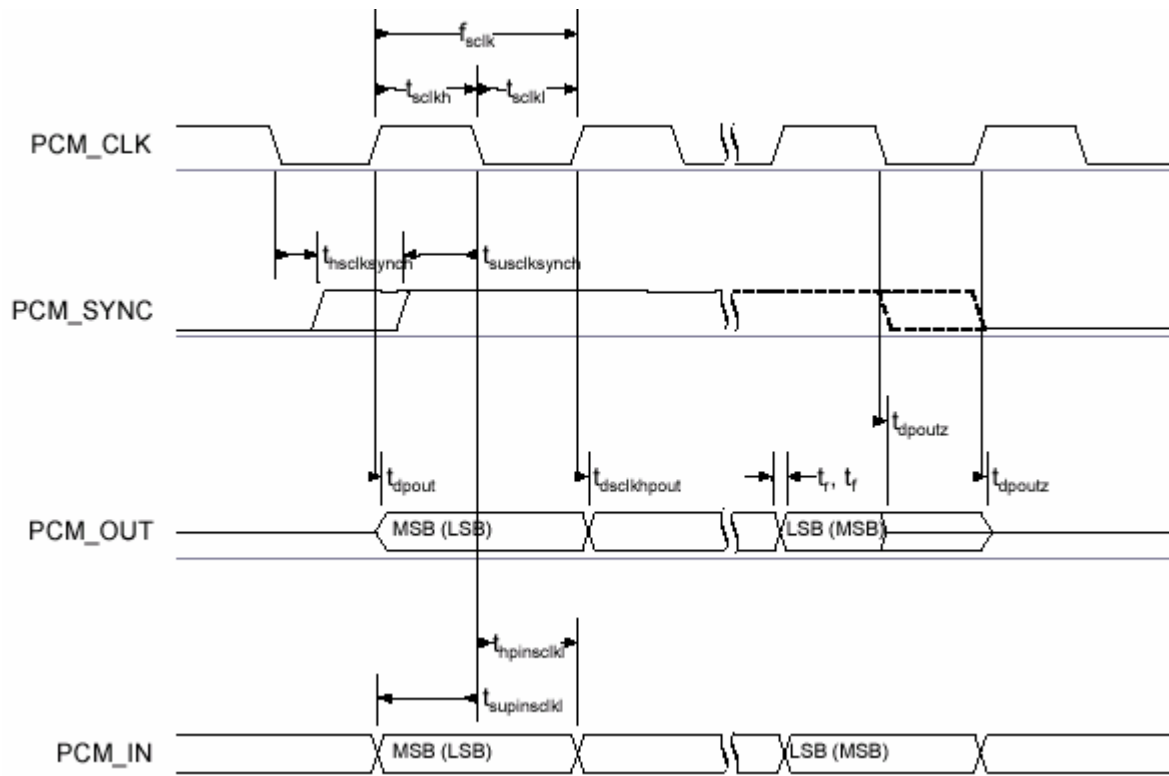 fsclk
tsclkh tsclkl
PCM_CLK
thsclksynch tsusclksynch
PCM_SYNC
tdpoutz
tdpout tdsclkhpout tr, tf tdpoutz
PCM_OUT MSB (LSB) LSB (MSB)
thpinsclkl
tsupinsclkl
PCM_IN MSB (LSB) LSB (MSB)